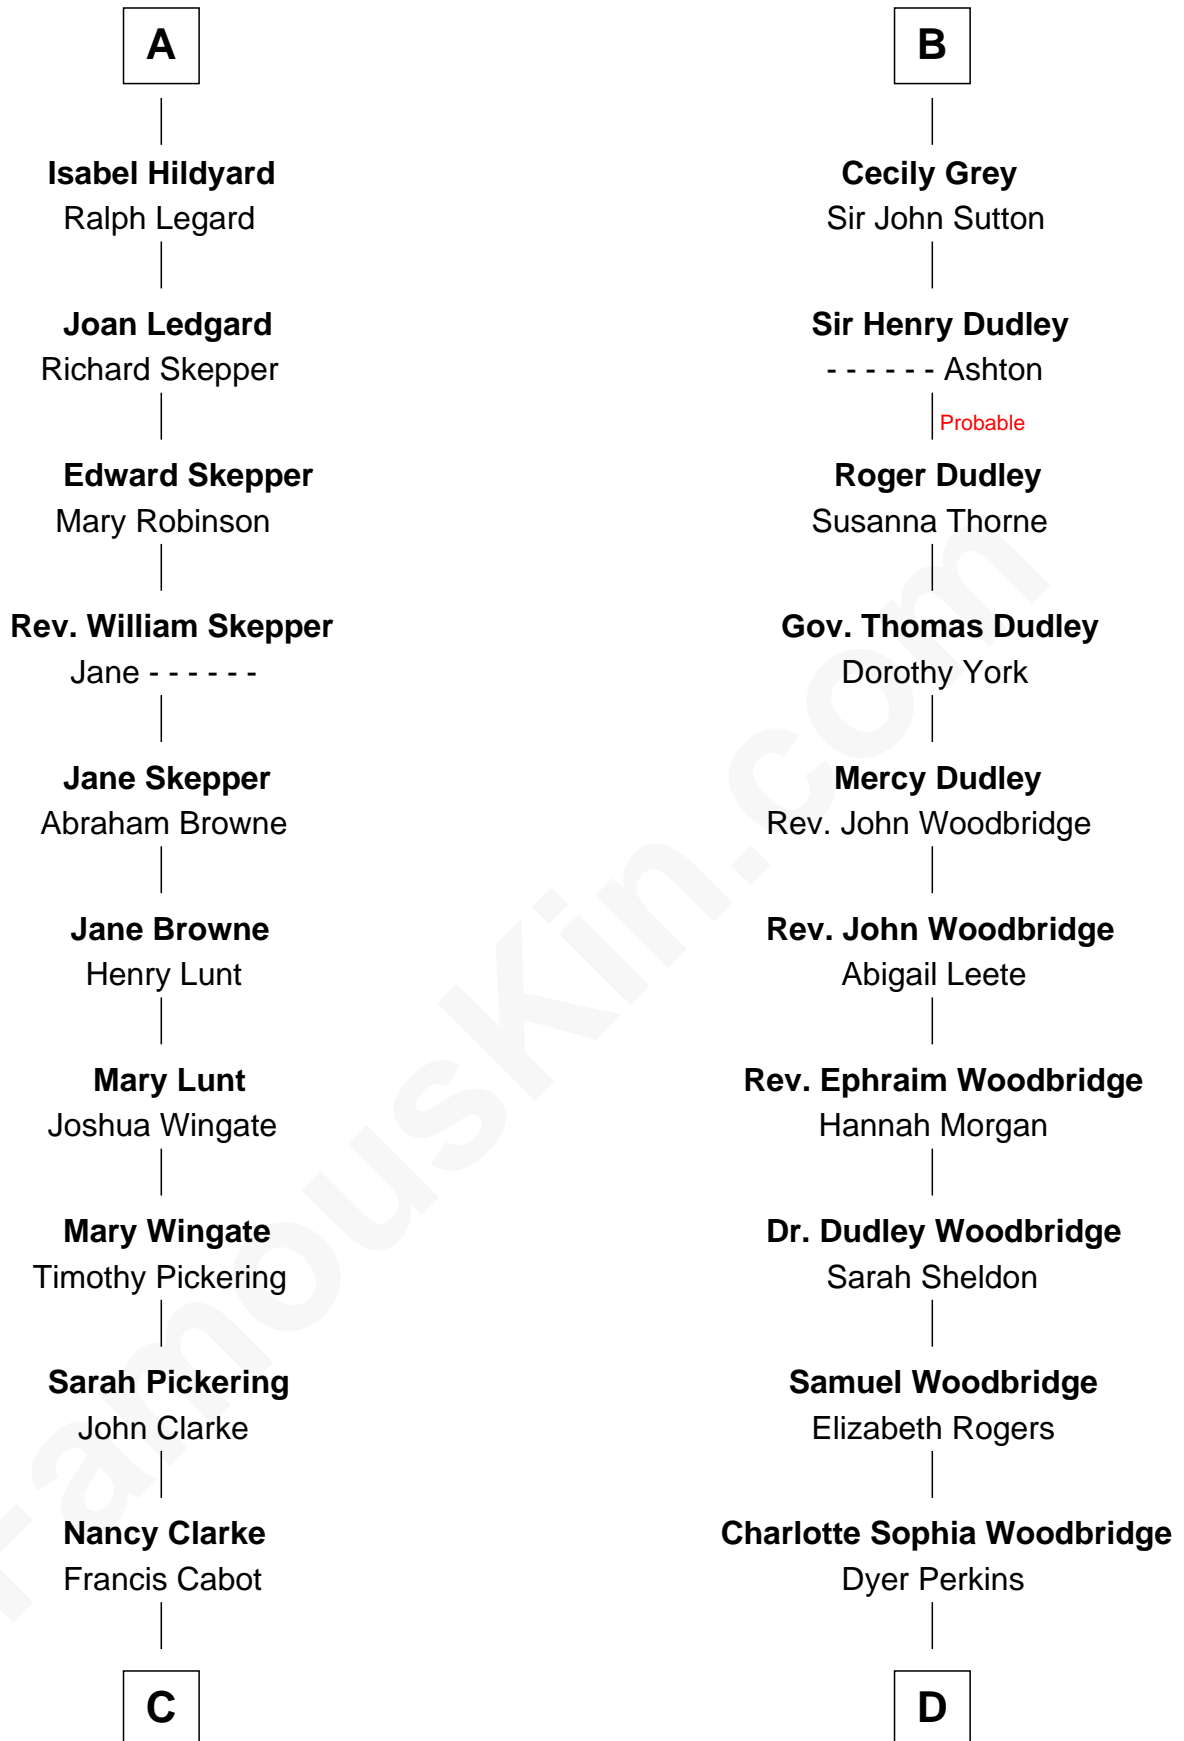 A
Isabel Hildyard
Ralph Legard
Joan Ledgard
Richard Skepper
Edward Skepper
Mary Robinson
Rev. William Skepper
Jane - - - - - -
Jane Skepper
Abraham Browne
Jane Browne
Henry Lunt
Mary Lunt
Joshua Wingate
Mary Wingate
Timothy Pickering
Sarah Pickering
John Clarke
Nancy Clarke
Francis Cabot
C
B
Cecily Grey
Sir John Sutton
Sir Henry Dudley
- - - - - - Ashton
Probable
Roger Dudley
Susanna Thorne
Gov. Thomas Dudley
Dorothy York
Mercy Dudley
Rev. John Woodbridge
Rev. John Woodbridge
Abigail Leete
Rev. Ephraim Woodbridge
Hannah Morgan
Dr. Dudley Woodbridge
Sarah Sheldon
Samuel Woodbridge
Elizabeth Rogers
Charlotte Sophia Woodbridge
Dyer Perkins
D
FamousKin.com